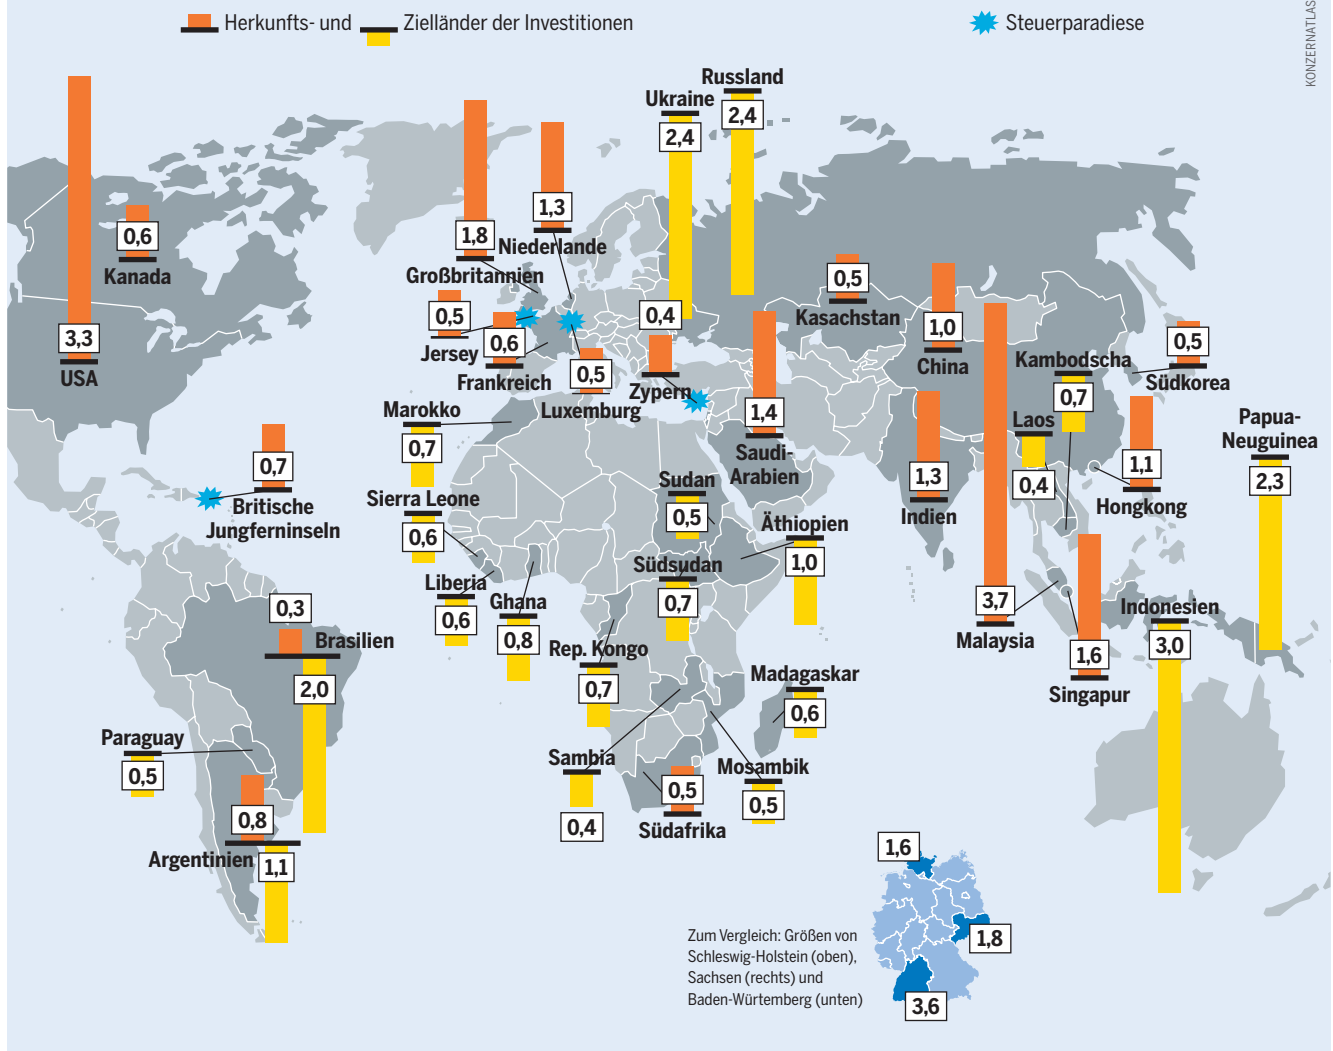 Herkunfts- und
Zielländer der Investitionen
Steuerparadiese
KONZERNATLAS
Russland
2,4
Ukraine
2,4
1,3
Niederlande
1,8
Großbritannien
0,6
Kanada
3,3
USA
0,5
Jersey
0,6
Frankreich
0,5
Luxemburg
0,4
Zypern
0,5
Kasachstan
1,0
China
1,4
Saudi-
Arabien
1,3
Indien
Kambodscha
0,7
Laos
0,4
0,5
Südkorea
1,1
Hongkong
Papua-
Neuguinea
2,3
Marokko
0,7
0,7
Britische
Jungferninseln
Sierra Leone
0,6
Sudan
0,5
Äthiopien
1,0
Südsudan
0,7
Liberia
0,6
Ghana
0,8
Rep. Kongo
0,7
3,7
Malaysia
1,6
Singapur
Indonesien
3,0
0,3
Brasilien
2,0
Madagaskar
0,6
Paraguay
0,5
Sambia
0,4
Mosambik
0,5
0,5
Südafrika
0,8
Argentinien
1,1
1,6
1,8
3,6
Zum Vergleich: Größen von
Schleswig-Holstein (oben),
Sachsen (rechts) und
Baden-Würtemberg (unten)